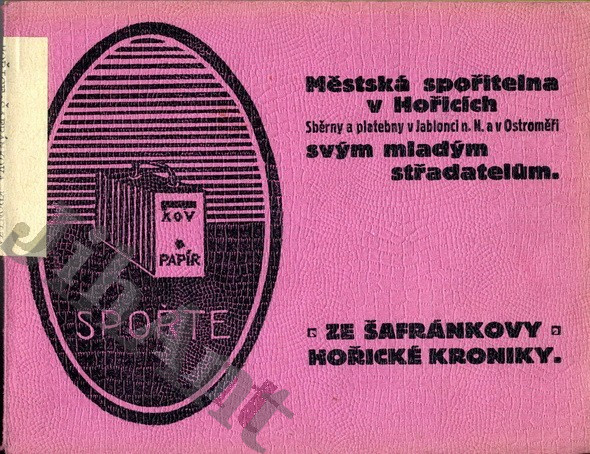 KOV
PAPÍR
SPOŘTE
Městská spořitelna
v Hořicích
Sběrny a platebny v Jablonci n. N. a v Ostroměři
svým mladým
střadatelům.
ZE ŠAFRÁNKOVY
HOŘICKÉ KRONIKY.